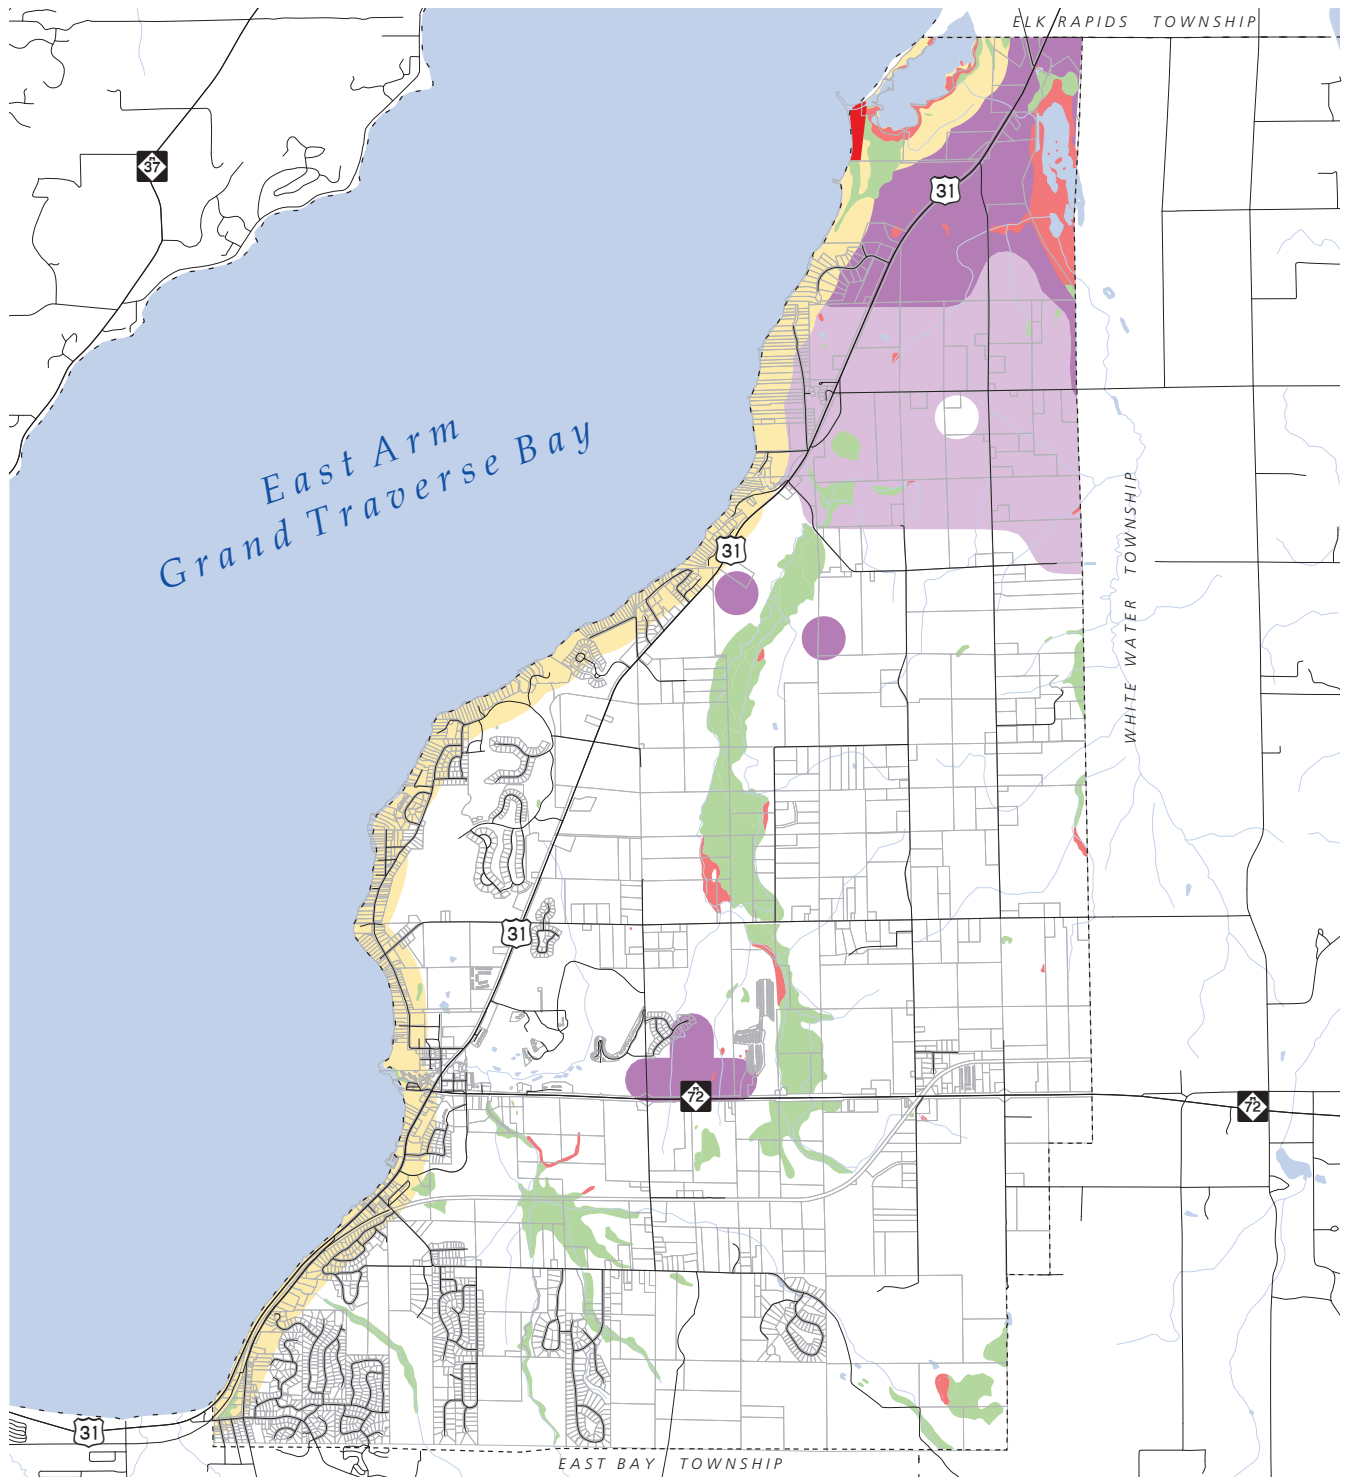 ELK RAPIDS TOWNSHIP
M
37
31
East Arm
Grand Traverse Bay
WHITE WATER TOWNSHIP
31
31
M
72
M
72
31
EAST BAY TOWNSHIP